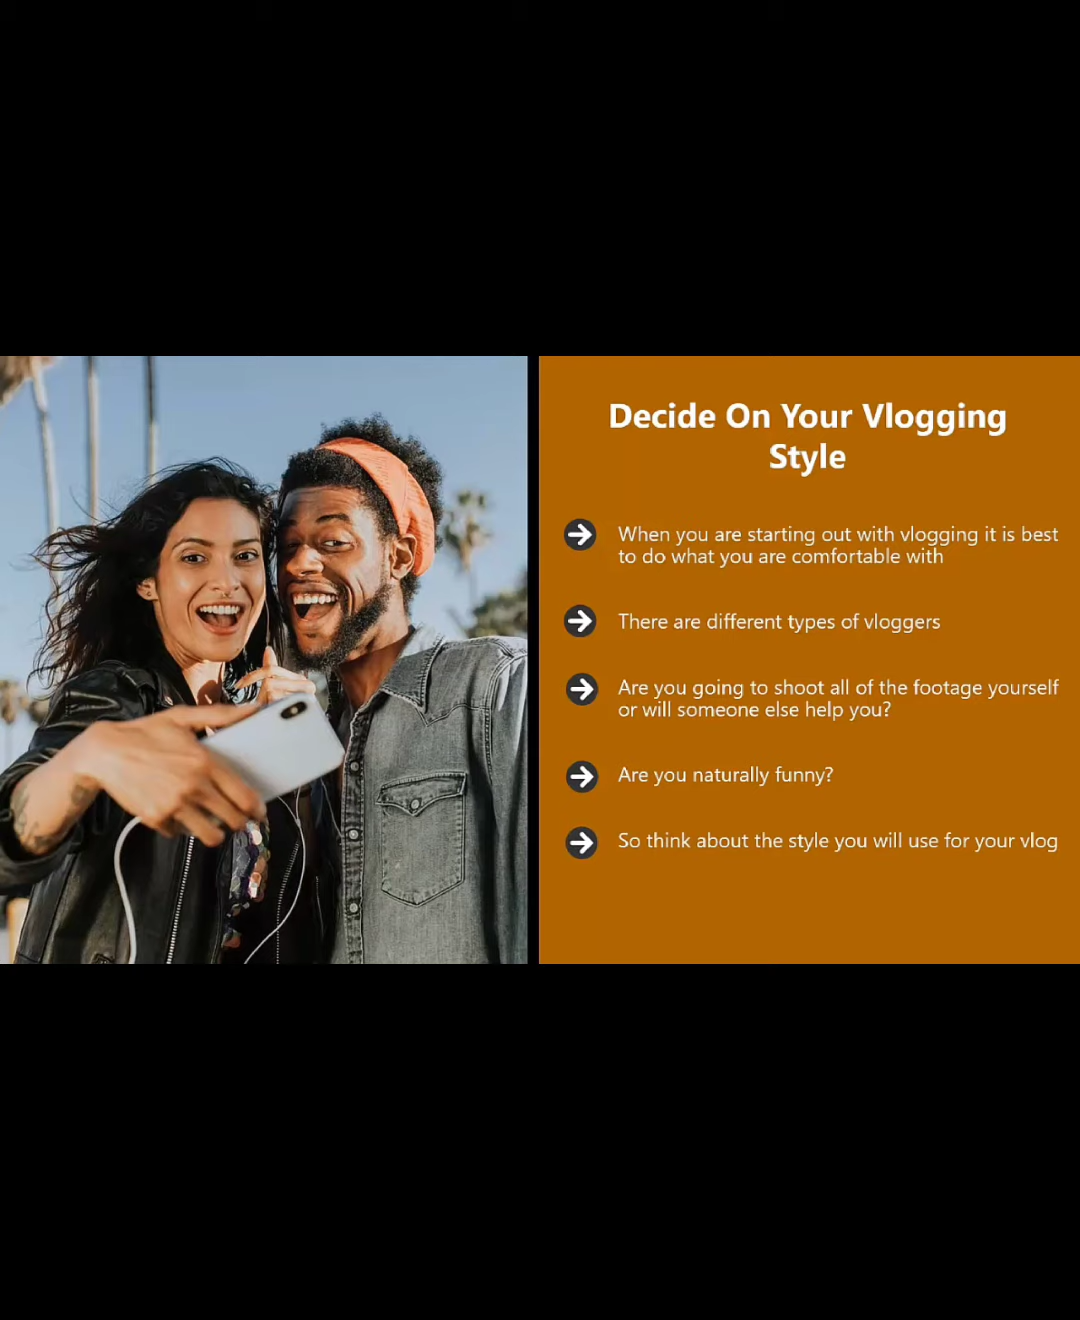 Decide On Your Vlogging
Style
When you are starting out with vlogging it is best
to do what you are comfortable with
There are different types of vloggers
Are you going to shoot all of the footage yourself
or will someone else help you?
Are you naturally funny?
So think about the style you will use for your vlog